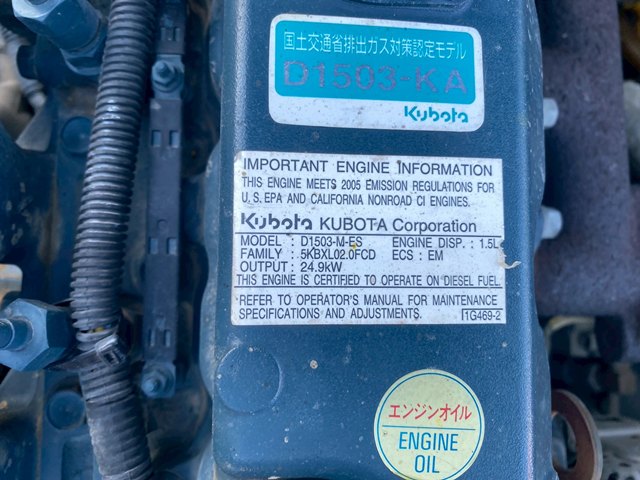 国土交通省排出ガス対策認定モデル
D1503-KA
Kubota
IMPORTANT ENGINE INFORMATION
THIS ENGINE MEETS 2005 EMISSION REGULATIONS FOR
U.S.EPA AND CALIFORNIA NONROAD CI ENGINES.
Kubota KUBOTA Corporation
MODEL : D1503-M-ES ENGINE DISP. : 1.5L
FAMILY : 5KBXL02.0FCD ECS : EM
OUTPUT : 24.9kW
THIS ENGINE IS CERTIFIED TO OPERATE ON DIESEL FUEL.
REFER TO OPERATOR'S MANUAL FOR MAINTENANCE
SPECIFICATIONS AND ADJUSTMENTS. 1G469-2
エンジンオイル
ENGINE
OIL